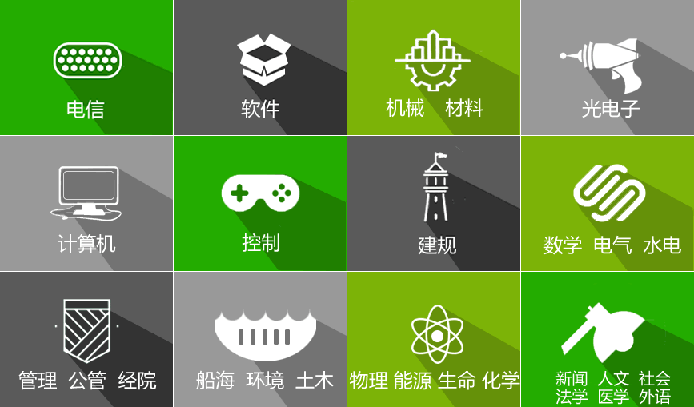 电信
软件
机械 材料
光电子
计算机
控制
建规
数学 电气 水电
管理 公管 经院
船海 环境 土木
物理 能源 生命 化学
新闻 人文 社会
法学 医学 外语